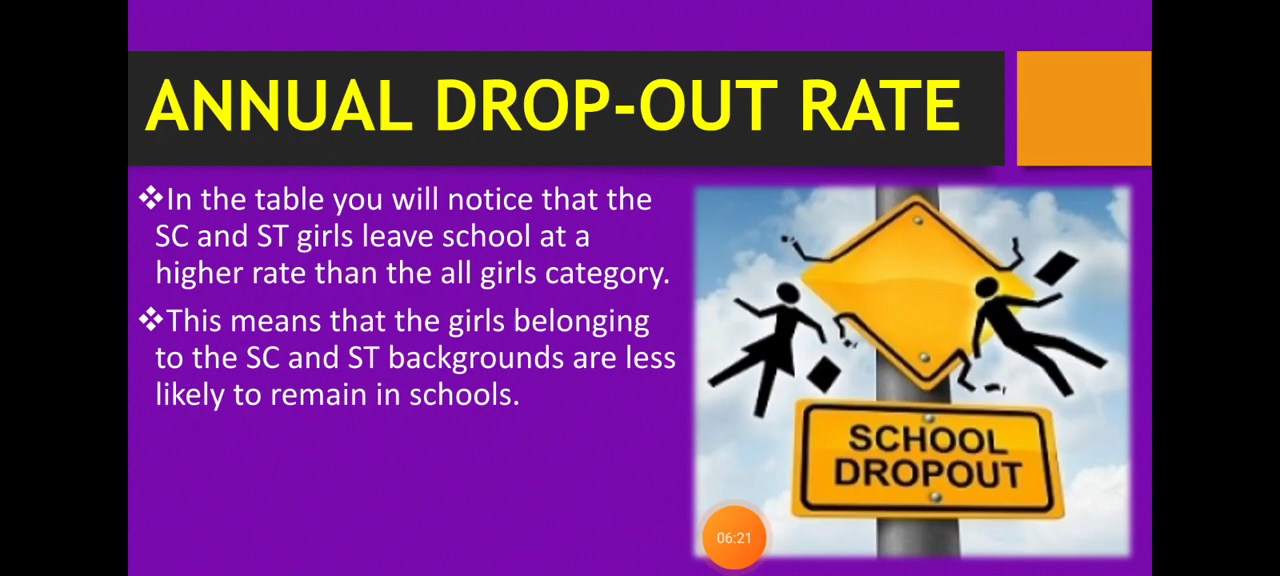 ANNUAL DROP-OUT RATE
❖In the table you will notice that the
SC and ST girls leave school at a
higher rate than the all girls category.
❖This means that the girls belonging
to the SC and ST backgrounds are less
likely to remain in schools.
SCHOOL
DROPOUT
06:21